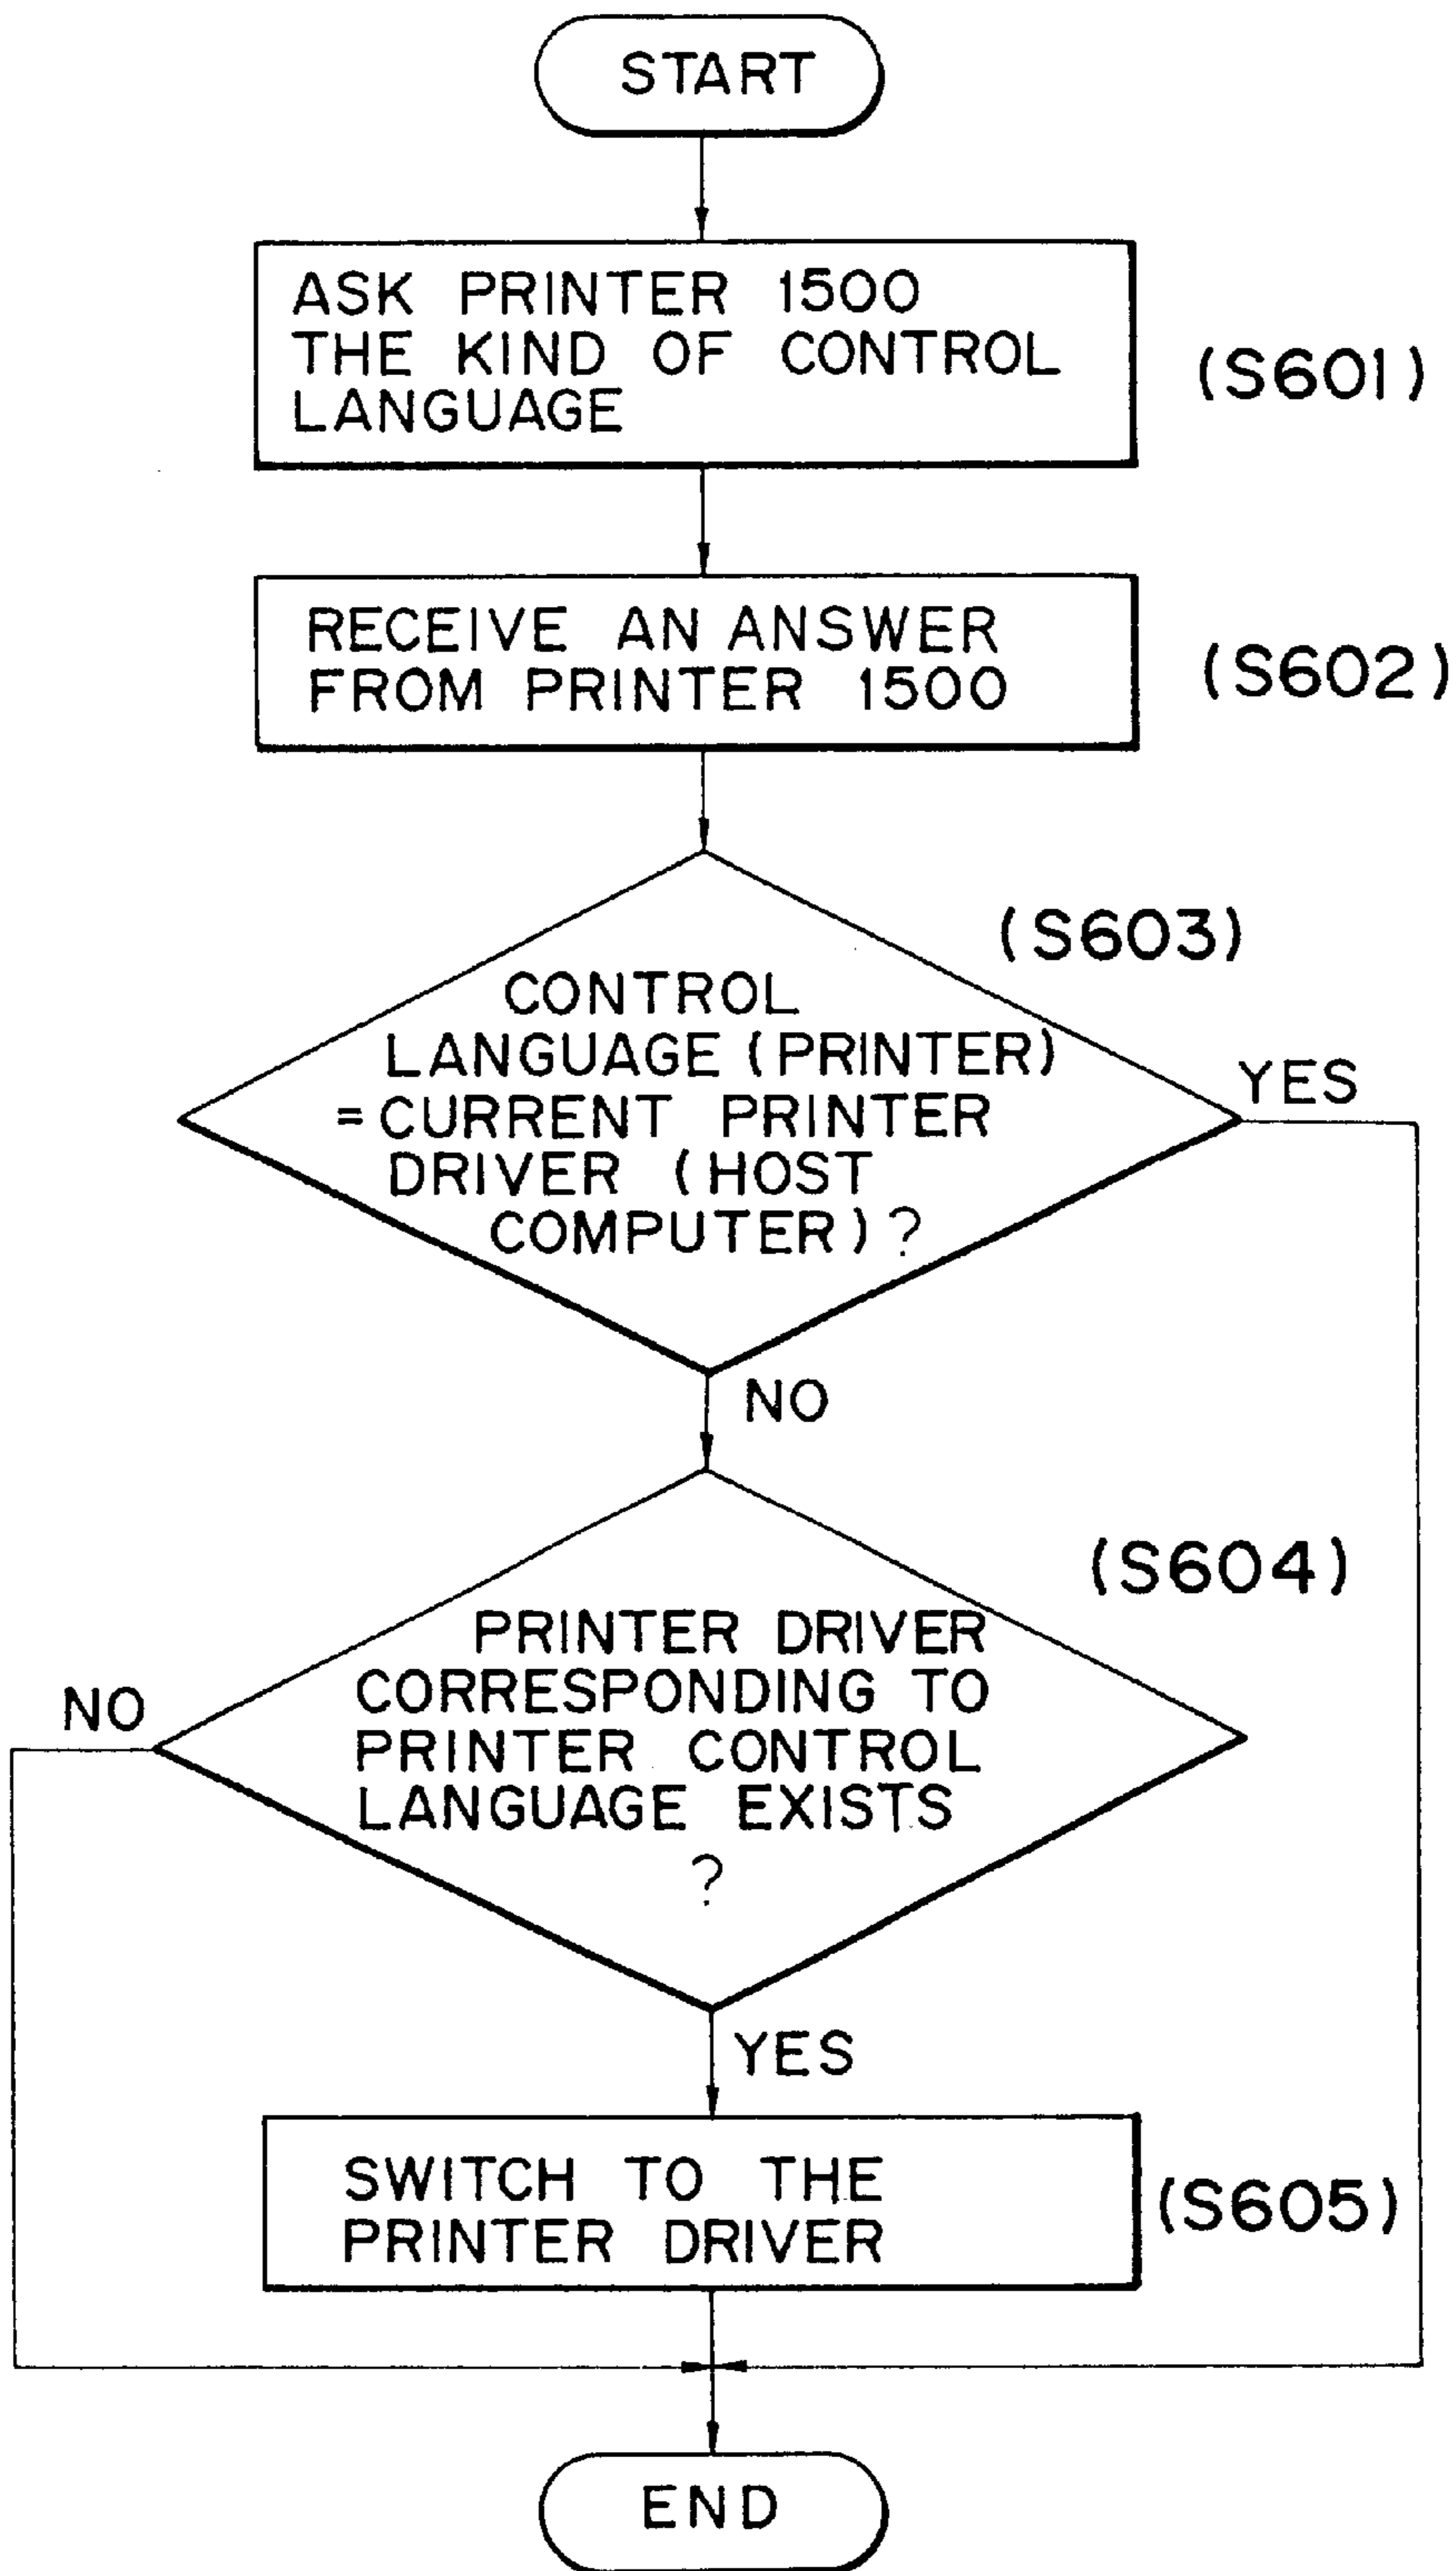 START
ASK PRINTER 1500
THE KIND OF CONTROL
LANGUAGE
(S601)
RECEIVE AN ANSWER
FROM PRINTER 1500
(S602)
(S603)
CONTROL
LANGUAGE (PRINTER)
= CURRENT PRINTER
DRIVER (HOST
COMPUTER) ?
YES
NO
(S604)
PRINTER DRIVER
CORRESPONDING TO
PRINTER CONTROL
LANGUAGE EXISTS
?
NO
YES
SWITCH TO THE
PRINTER DRIVER
(S605)
END